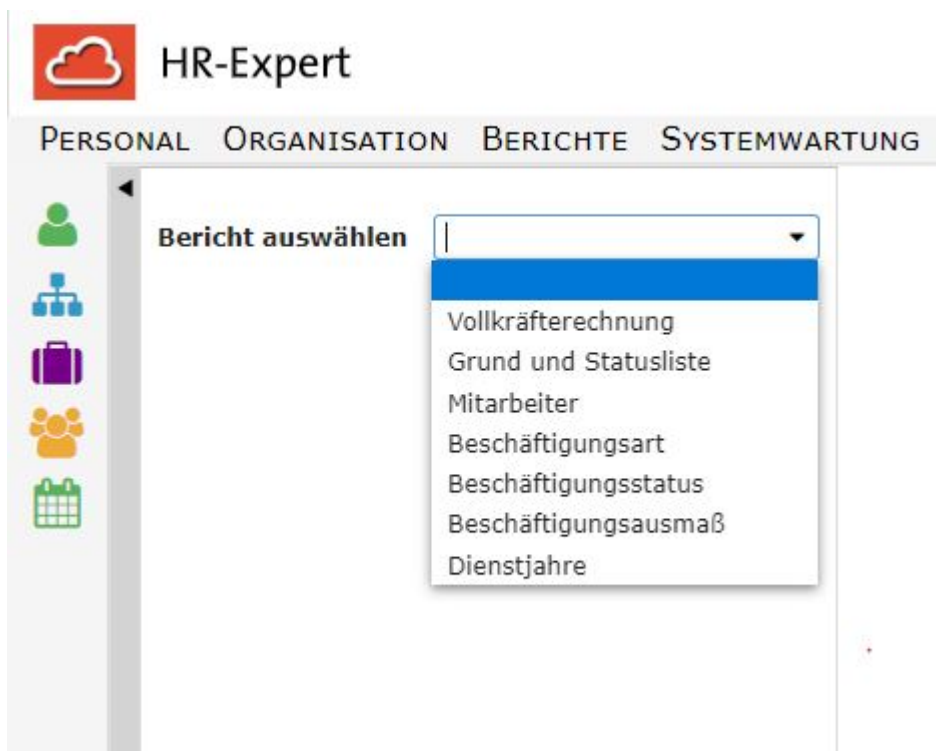 HR-Expert
PERSONAL ORGANISATION BERICHTE SYSTEMWARTUNG
Bericht auswählen
Vollkräfterechnung
Grund und Statusliste
Mitarbeiter
Beschäftigungsart
Beschäftigungsstatus
Beschäftigungsausmaß
Dienstjahre